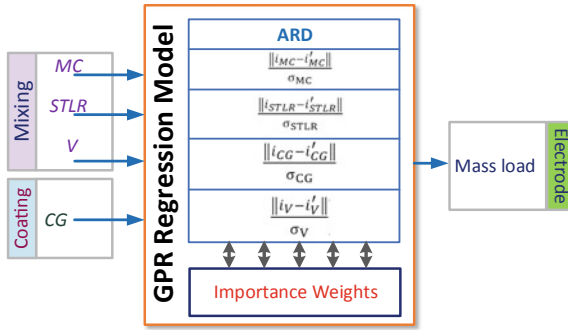 Mixing
MC
STLR
V
Coating
CG
GPR Regression Model
ARD
‖i_MC−i′_MC‖
σ_MC
‖i_STLR−i′_STLR‖
σ_STLR
‖i_CG−i′_CG‖
σ_CG
‖i_V−i′_V‖
σ_V
Importance Weights
Mass load
Electrode